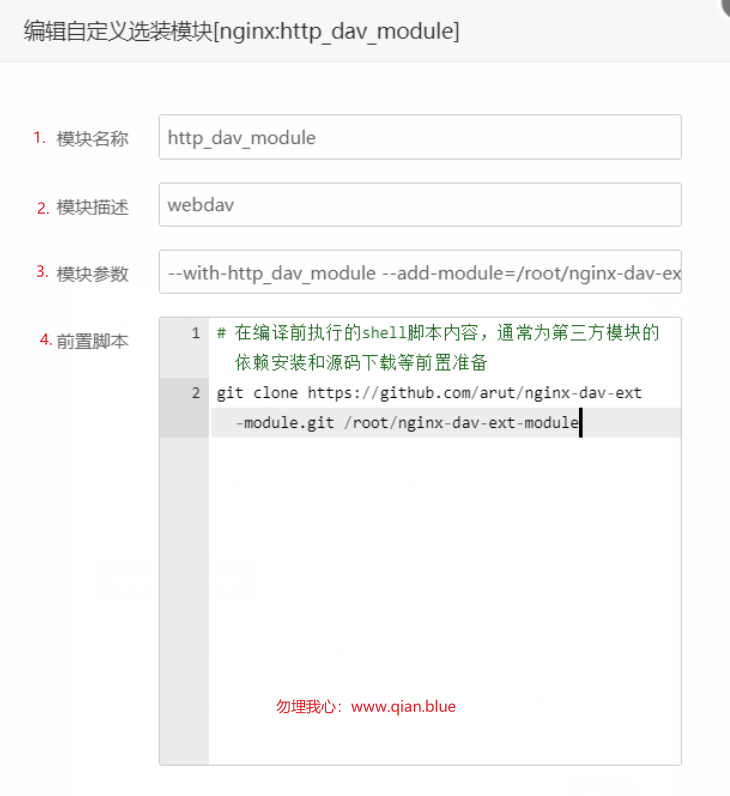 编辑自定义选装模块[nginx:http_dav_module]
1. 模块名称 http_dav_module
2. 模块描述 webdav
3. 模块参数 --with-http_dav_module --add-module=/root/nginx-dav-ex
4. 前置脚本
1 # 在编译前执行的shell脚本内容，通常为第三方模块的
依赖安装和源码下载等前置准备
2 git clone https://github.com/arut/nginx-dav-ext
-module.git /root/nginx-dav-ext-module
勿埋我心：www.qian.blue